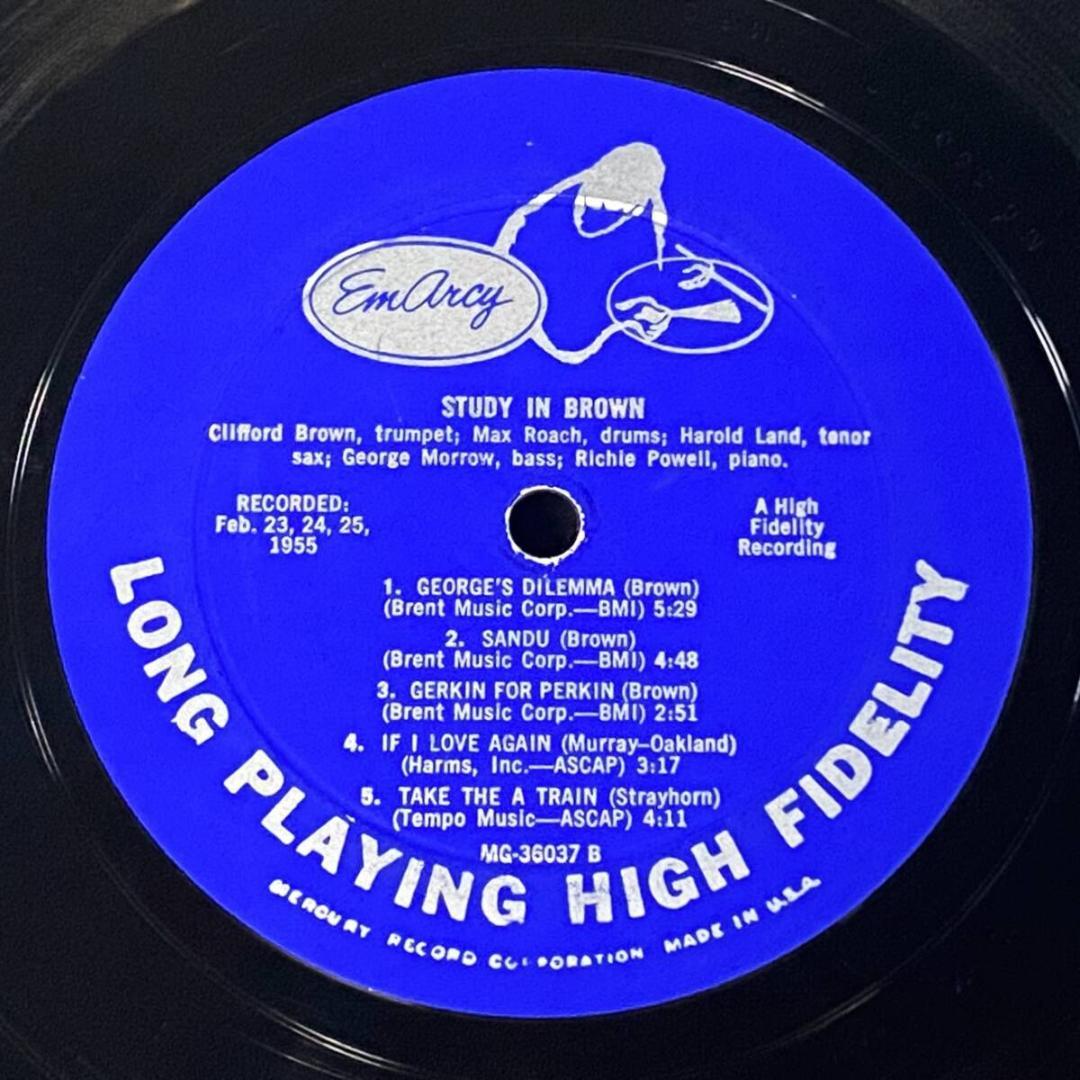 EmArcy
STUDY IN BROWN
Clifford Brown, trumpet; Max Roach, drums; Harold Land, tenor
sax; George Morrow, bass; Richie Powell, piano.
RECORDED:
Feb. 23, 24, 25,
1955
A High
Fidelity
Recording
1. GEORGE'S DILEMMA (Brown)
(Brent Music Corp.—BMI) 5:29
2. SANDU (Brown)
(Brent Music Corp.—BMI) 4:48
3. GERKIN FOR PERKIN (Brown)
(Brent Music Corp.—BMI) 2:51
4. IF I LOVE AGAIN (Murray–Oakland)
(Harms, Inc.—ASCAP) 3:17
5. TAKE THE A TRAIN (Strayhorn)
(Tempo Music—ASCAP) 4:11
MG-36037 B
LONG PLAYING HIGH FIDELITY
MERCURY RECORD CORPORATION MADE IN U.S.A.